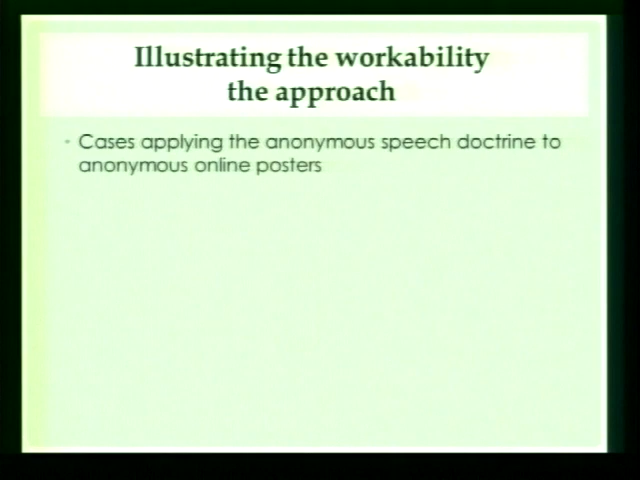 Illustrating the workability
the approach
Cases applying the anonymous speech doctrine to
anonymous online posters